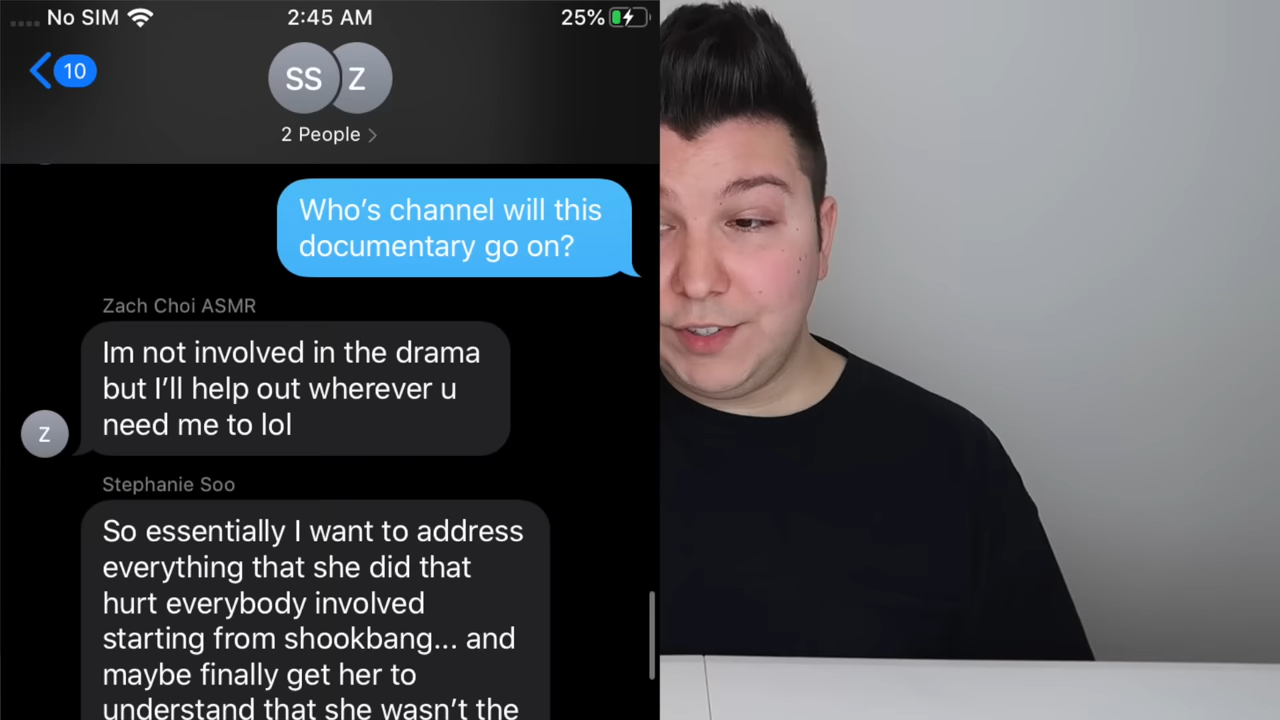 No SIM
2:45 AM
25%
10
SS
Z
2 People
Who's channel will this
documentary go on?
Zach Choi ASMR
Im not involved in the drama
but I'll help out wherever u
need me to lol
Z
Stephanie Soo
So essentially I want to address
everything that she did that
hurt everybody involved
starting from shookbang... and
maybe finally get her to
understand that she wasn't the